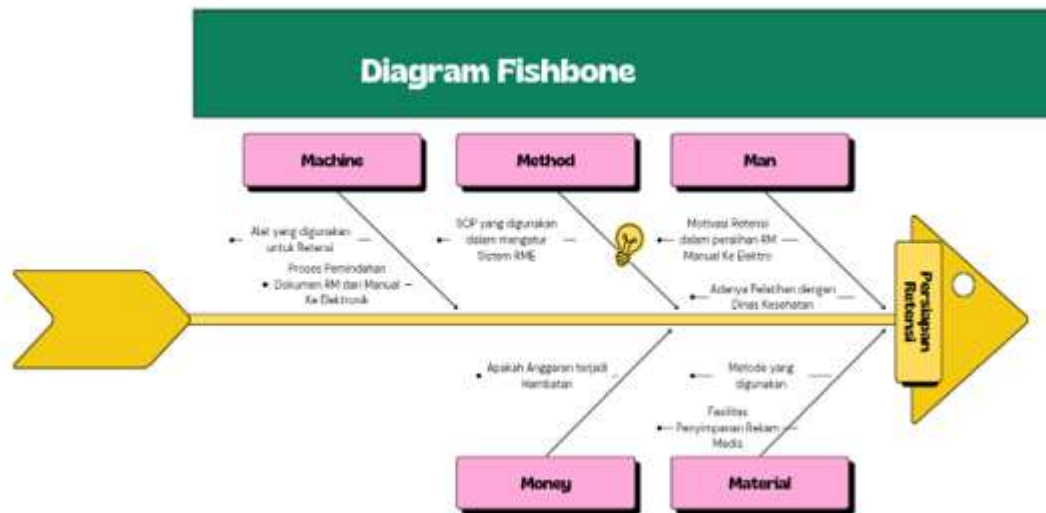 Diagram Fishbone
Machine
Method
Man
Alat yang digunakan
untuk Retensi
Proses Pemindahan
Dokumen RM dari Manual
Ke Elektronik
SOP yang digunakan
dalam mengatur
Sistem RME
Motivasi Retensi
dalam peralihan RM
Manual Ke Elektro
Adanya Pelatihan dengan
Dinas Kesehatan
Persiapan
Retensi
Apakah Anggaran terjadi
Hambatan
Metode yang
digunakan
Fasilitas
Penyimpanan Rekam
Medis
Money
Material